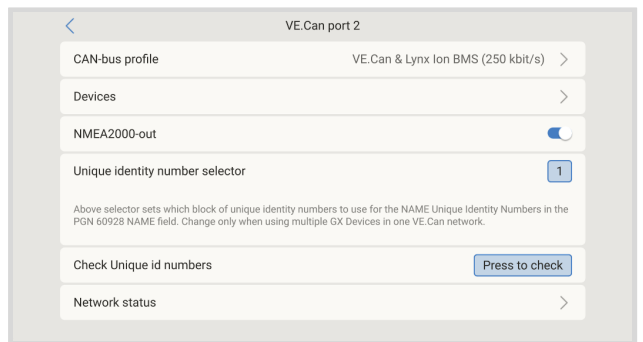 VE.Can port 2
CAN-bus profile VE.Can & Lynx Ion BMS (250 kbit/s)
Devices
NMEA2000-out
Unique identity number selector 1
Above selector sets which block of unique identity numbers to use for the NAME Unique Identity Numbers in the
PGN 60928 NAME field. Change only when using multiple GX Devices in one VE.Can network.
Check Unique id numbers Press to check
Network status